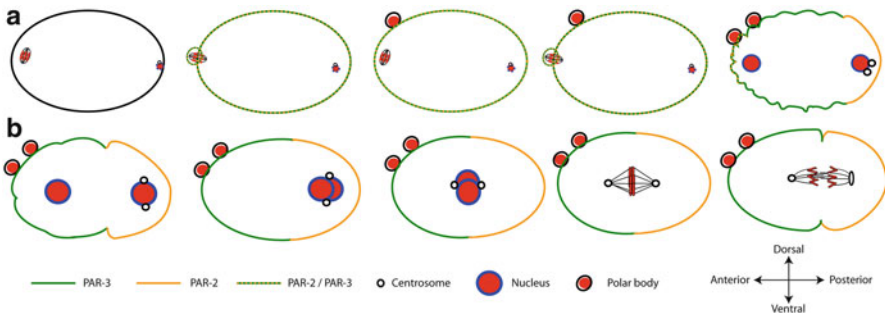 a
b
Dorsal
Anterior
Posterior
Ventral
PAR-3
PAR-2
PAR-2 / PAR-3
Centrosome
Nucleus
Polar body